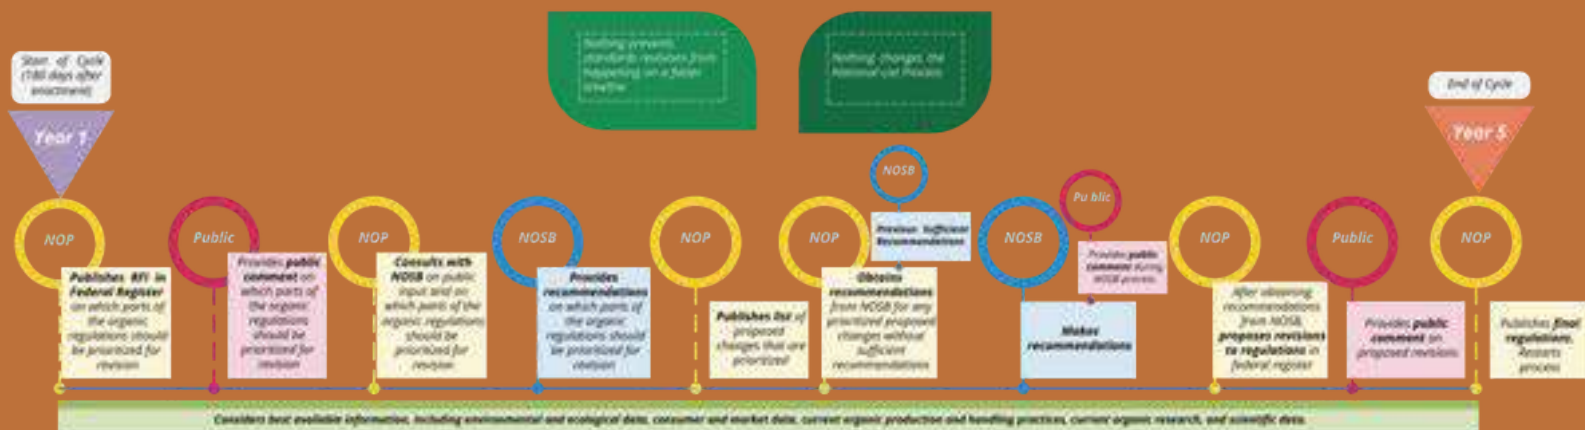 Nothing prevents
standards revisions from
happening on a faster
timeline
Nothing changes the
National List Process
Start of Cycle
(180 days after
enactment)
Year 1
End of Cycle
Year 5
NOP
Publishes RFI in
Federal Register
on which parts of
the organic
regulations should
be prioritized for
revision
Public
Provides public
comment on
which parts of
the organic
regulations
should be
prioritized for
revision
NOP
Consults with
NOSB on public
input and on
which parts of the
organic regulations
should be
prioritized for
revision
NOSB
Provides
recommendations
on which parts of
the organic
regulations should
be prioritized for
revision
NOP
Publishes list of
proposed
changes that are
prioritized
NOP
Obtains
recommendations
from NOSB for any
prioritized proposed
changes without
sufficient
recommendations
NOSB
Previous Sufficient
Recommendations
NOSB
Makes
recommendations
Pu blic
Provides public
comment during
NOSB process
NOP
After obtaining
recommendations
from NOSB,
proposes revisions
to regulations in
federal register
Public
Provides public
comment on
proposed revisions
NOP
Publishes final
regulations.
Restarts
process
Considers best available information, including environmental and ecological data, consumer and market data, current organic production and handling practices, current organic research, and scientific data.